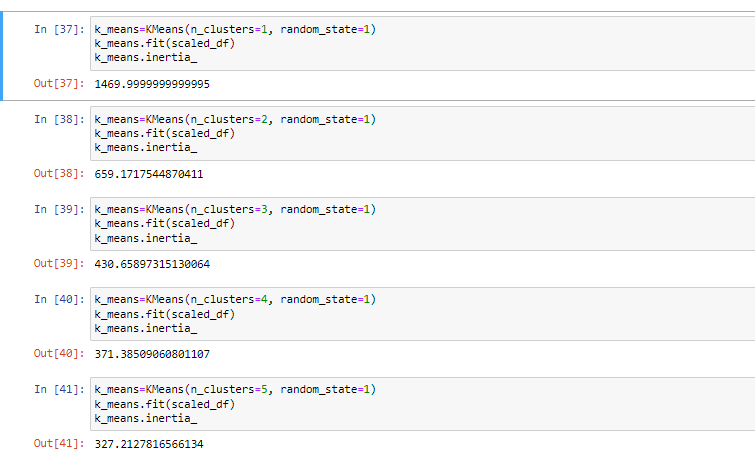 In [37]: k_means=KMeans(n_clusters=1, random_state=1)
k_means.fit(scaled_df)
k_means.inertia_
Out[37]: 1469.9999999999995
In [38]: k_means=KMeans(n_clusters=2, random_state=1)
k_means.fit(scaled_df)
k_means.inertia_
Out[38]: 659.1717544870411
In [39]: k_means=KMeans(n_clusters=3, random_state=1)
k_means.fit(scaled_df)
k_means.inertia_
Out[39]: 430.65897315130064
In [40]: k_means=KMeans(n_clusters=4, random_state=1)
k_means.fit(scaled_df)
k_means.inertia_
Out[40]: 371.38509060801107
In [41]: k_means=KMeans(n_clusters=5, random_state=1)
k_means.fit(scaled_df)
k_means.inertia_
Out[41]: 327.2127816566134